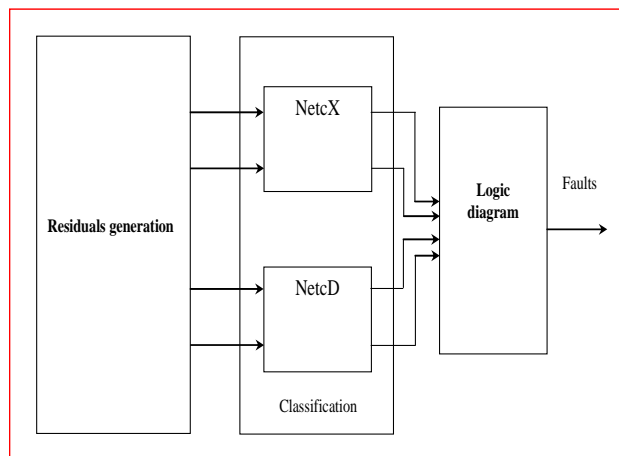 NetcX
Residuals generation
NetcD
Classification
Logic
diagram
Faults